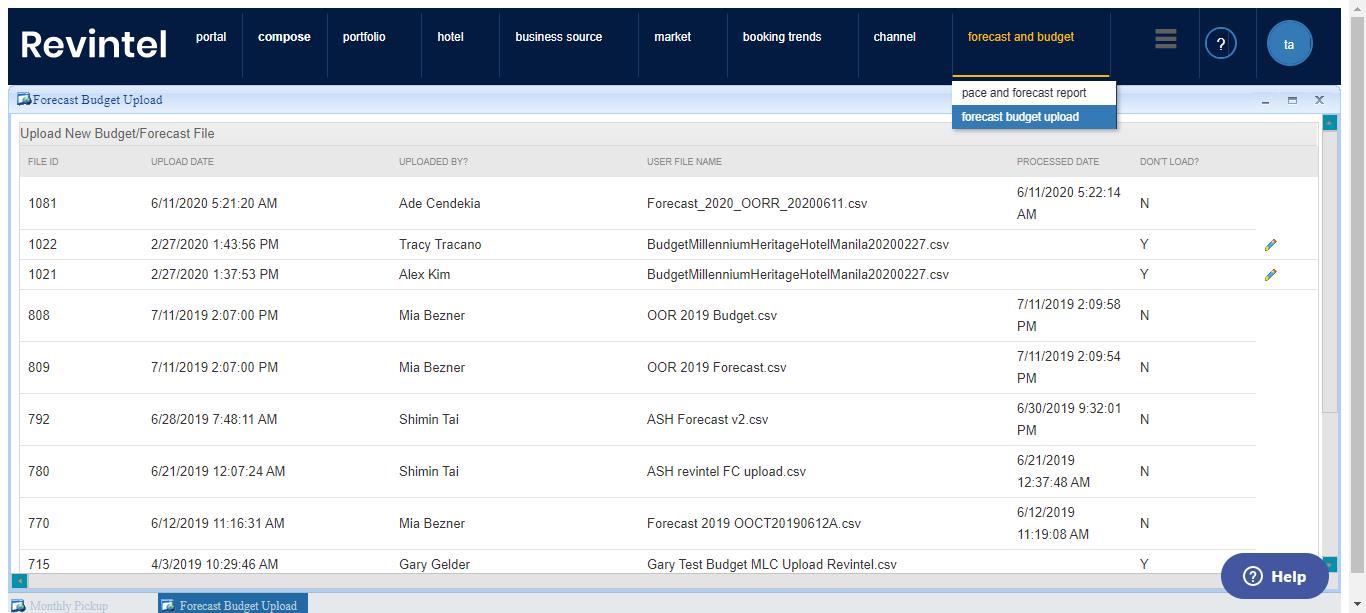 Revintel portal compose portfolio hotel business source market booking trends channel forecast and budget ? ta
pace and forecast report
forecast budget upload
Forecast Budget Upload
Upload New Budget/Forecast File
FILE ID UPLOAD DATE UPLOADED BY? USER FILE NAME PROCESSED DATE DON'T LOAD?
1081 6/11/2020 5:21:20 AM Ade Cendekia Forecast_2020_OORR_20200611.csv 6/11/2020 5:22:14 N
AM
1022 2/27/2020 1:43:56 PM Tracy Tracano BudgetMillenniumHeritageHotelManila20200227.csv Y
1021 2/27/2020 1:37:53 PM Alex Kim BudgetMillenniumHeritageHotelManila20200227.csv Y
808 7/11/2019 2:07:00 PM Mia Bezner OOR 2019 Budget.csv 7/11/2019 2:09:58 N
PM
809 7/11/2019 2:07:00 PM Mia Bezner OOR 2019 Forecast.csv 7/11/2019 2:09:54 N
PM
792 6/28/2019 7:48:11 AM Shimin Tai ASH Forecast v2.csv 6/30/2019 9:32:01 N
PM
780 6/21/2019 12:07:24 AM Shimin Tai ASH revintel FC upload.csv 6/21/2019 N
12:37:48 AM
770 6/12/2019 11:16:31 AM Mia Bezner Forecast 2019 OOCT20190612A.csv 6/12/2019 N
11:19:08 AM
715 4/3/2019 10:29:46 AM Gary Gelder Gary Test Budget MLC Upload Revintel.csv Y
? Help
Monthly Pickup Forecast Budget Upload